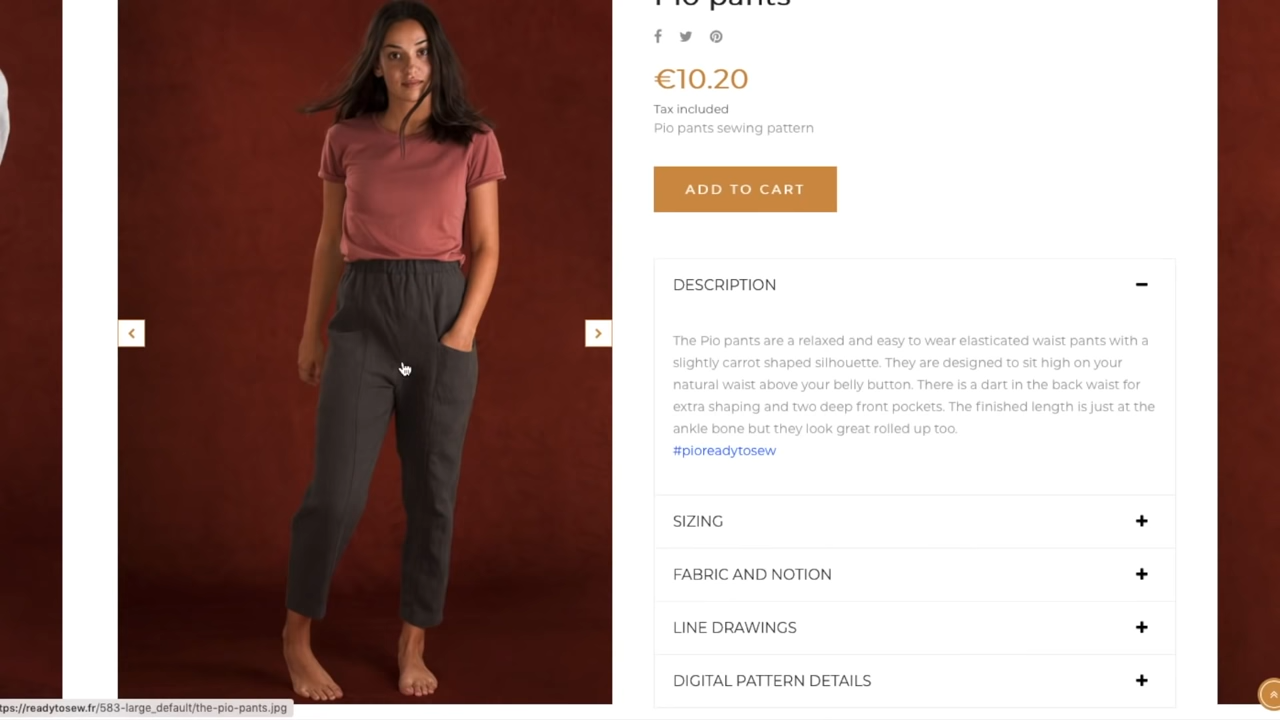 Pio pants
€10.20
Tax included
Pio pants sewing pattern
ADD TO CART
DESCRIPTION
The Pio pants are a relaxed and easy to wear elasticated waist pants with a
slightly carrot shaped silhouette. They are designed to sit high on your
natural waist above your belly button. There is a dart in the back waist for
extra shaping and two deep front pockets. The finished length is just at the
ankle bone but they look great rolled up too.
#pioreadytosew
SIZING
FABRIC AND NOTION
LINE DRAWINGS
DIGITAL PATTERN DETAILS
tps://readytosew.fr/583-large_default/the-pio-pants.jpg